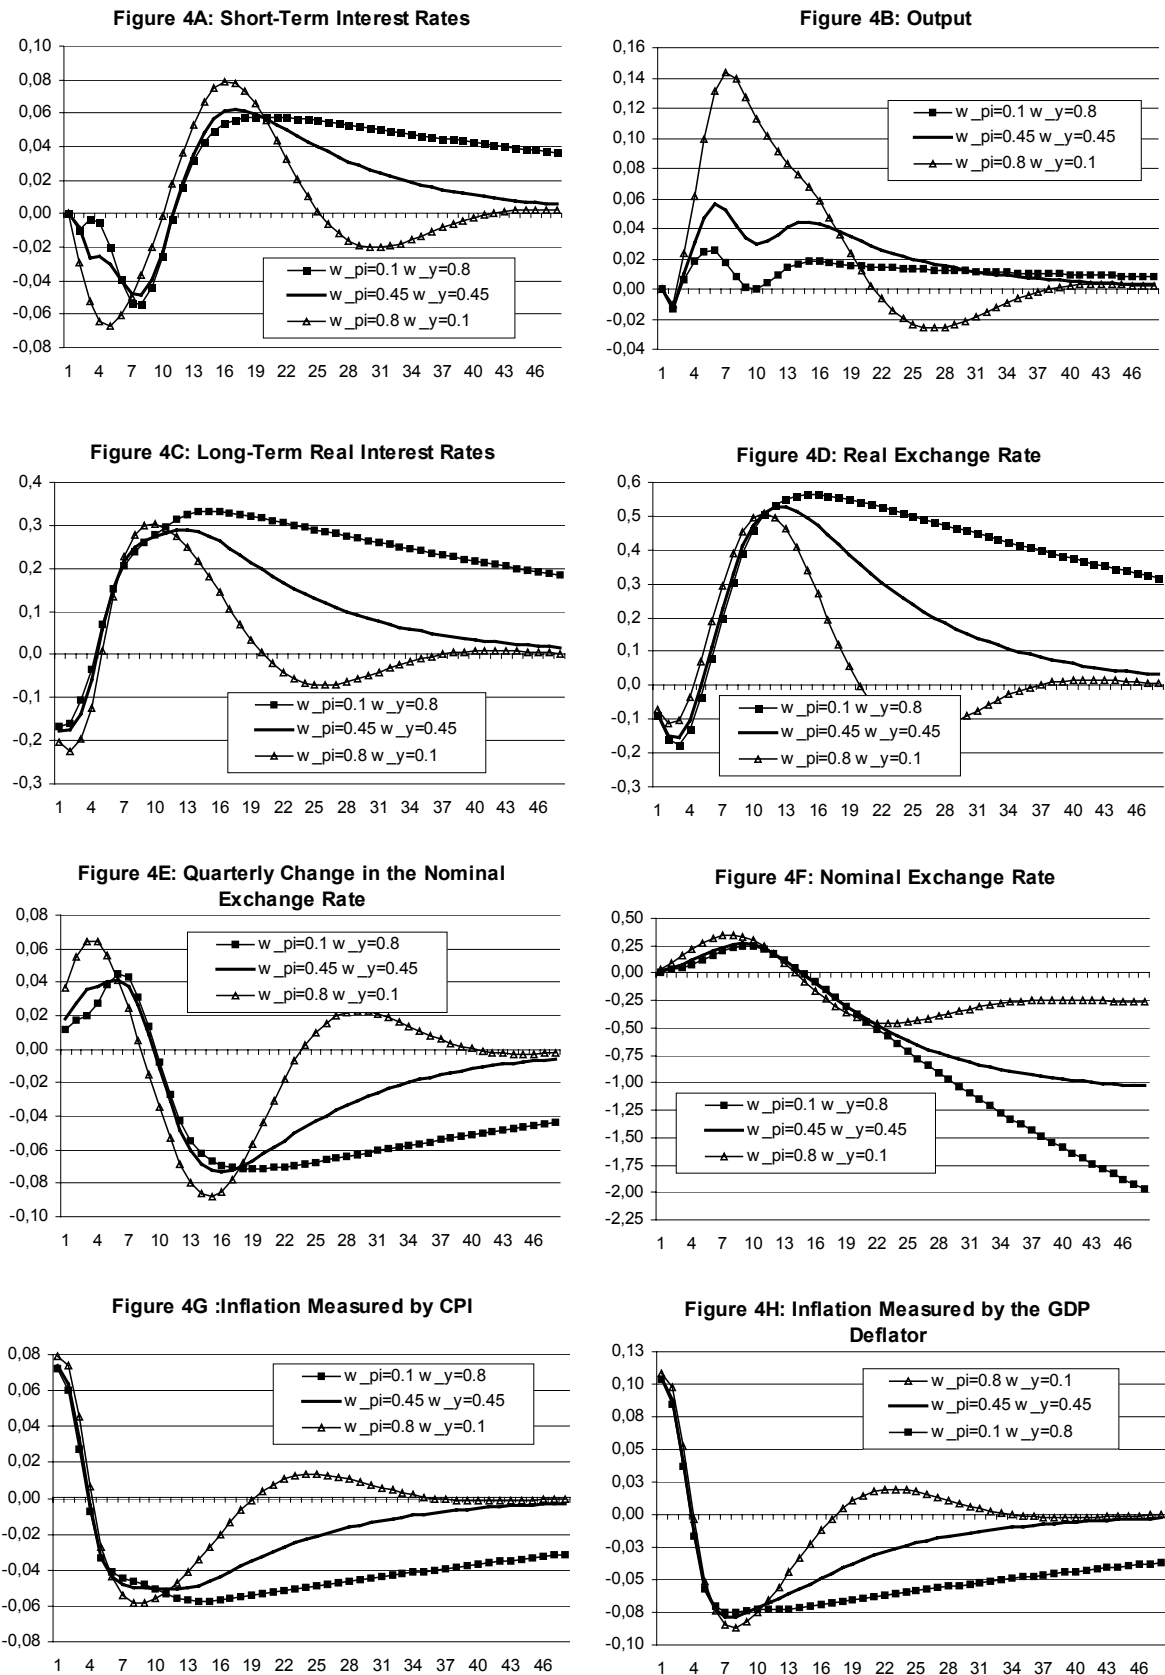 Figure 4A: Short-Term Interest Rates
0,10
0,08
0,06
0,04
0,02
0,00
-0,02
-0,04
-0,06
-0,08
w_pi=0.1 w_y=0.8
w_pi=0.45 w_y=0.45
w_pi=0.8 w_y=0.1
1 4 7 10 13 16 19 22 25 28 31 34 37 40 43 46
Figure 4B: Output
0,16
0,14
0,12
0,10
0,08
0,06
0,04
0,02
0,00
-0,02
-0,04
w_pi=0.1 w_y=0.8
w_pi=0.45 w_y=0.45
w_pi=0.8 w_y=0.1
1 4 7 10 13 16 19 22 25 28 31 34 37 40 43 46
Figure 4C: Long-Term Real Interest Rates
0,4
0,3
0,2
0,1
0,0
-0,1
-0,2
-0,3
w_pi=0.1 w_y=0.8
w_pi=0.45 w_y=0.45
w_pi=0.8 w_y=0.1
1 4 7 10 13 16 19 22 25 28 31 34 37 40 43 46
Figure 4D: Real Exchange Rate
0,6
0,5
0,4
0,3
0,2
0,1
0,0
-0,1
-0,2
-0,3
w_pi=0.1 w_y=0.8
w_pi=0.45 w_y=0.45
w_pi=0.8 w_y=0.1
1 4 7 10 13 16 19 22 25 28 31 34 37 40 43 46
Figure 4E: Quarterly Change in the Nominal
Exchange Rate
0,08
0,06
0,04
0,02
0,00
-0,02
-0,04
-0,06
-0,08
-0,10
w_pi=0.1 w_y=0.8
w_pi=0.45 w_y=0.45
w_pi=0.8 w_y=0.1
1 4 7 10 13 16 19 22 25 28 31 34 37 40 43 46
Figure 4F: Nominal Exchange Rate
0,50
0,25
0,00
-0,25
-0,50
-0,75
-1,00
-1,25
-1,50
-1,75
-2,00
-2,25
w_pi=0.1 w_y=0.8
w_pi=0.45 w_y=0.45
w_pi=0.8 w_y=0.1
1 4 7 10 13 16 19 22 25 28 31 34 37 40 43 46
Figure 4G :Inflation Measured by CPI
0,08
0,06
0,04
0,02
0,00
-0,02
-0,04
-0,06
-0,08
w_pi=0.1 w_y=0.8
w_pi=0.45 w_y=0.45
w_pi=0.8 w_y=0.1
1 4 7 10 13 16 19 22 25 28 31 34 37 40 43 46
Figure 4H: Inflation Measured by the GDP
Deflator
0,13
0,10
0,08
0,05
0,03
0,00
-0,03
-0,05
-0,08
-0,10
w_pi=0.8 w_y=0.1
w_pi=0.45 w_y=0.45
w_pi=0.1 w_y=0.8
1 4 7 10 13 16 19 22 25 28 31 34 37 40 43 46